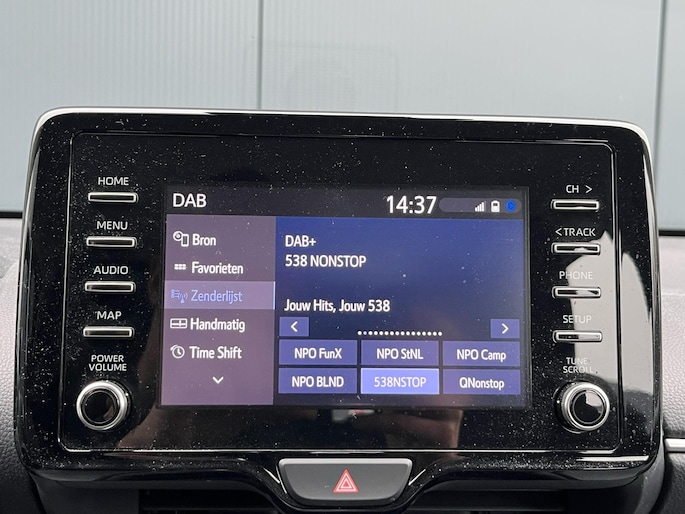 HOME
MENU
AUDIO
MAP
POWER
VOLUME
DAB
14:37
Bron
Favorieten
Zenderlijst
Handmatig
Time Shift
DAB+
538 NONSTOP
Jouw Hits, Jouw 538
NPO FunX
NPO StNL
NPO Camp
NPO BLND
538NSTOP
QNonstop
CH >
< TRACK
PHONE
SETUP
TUNE
SCROLL